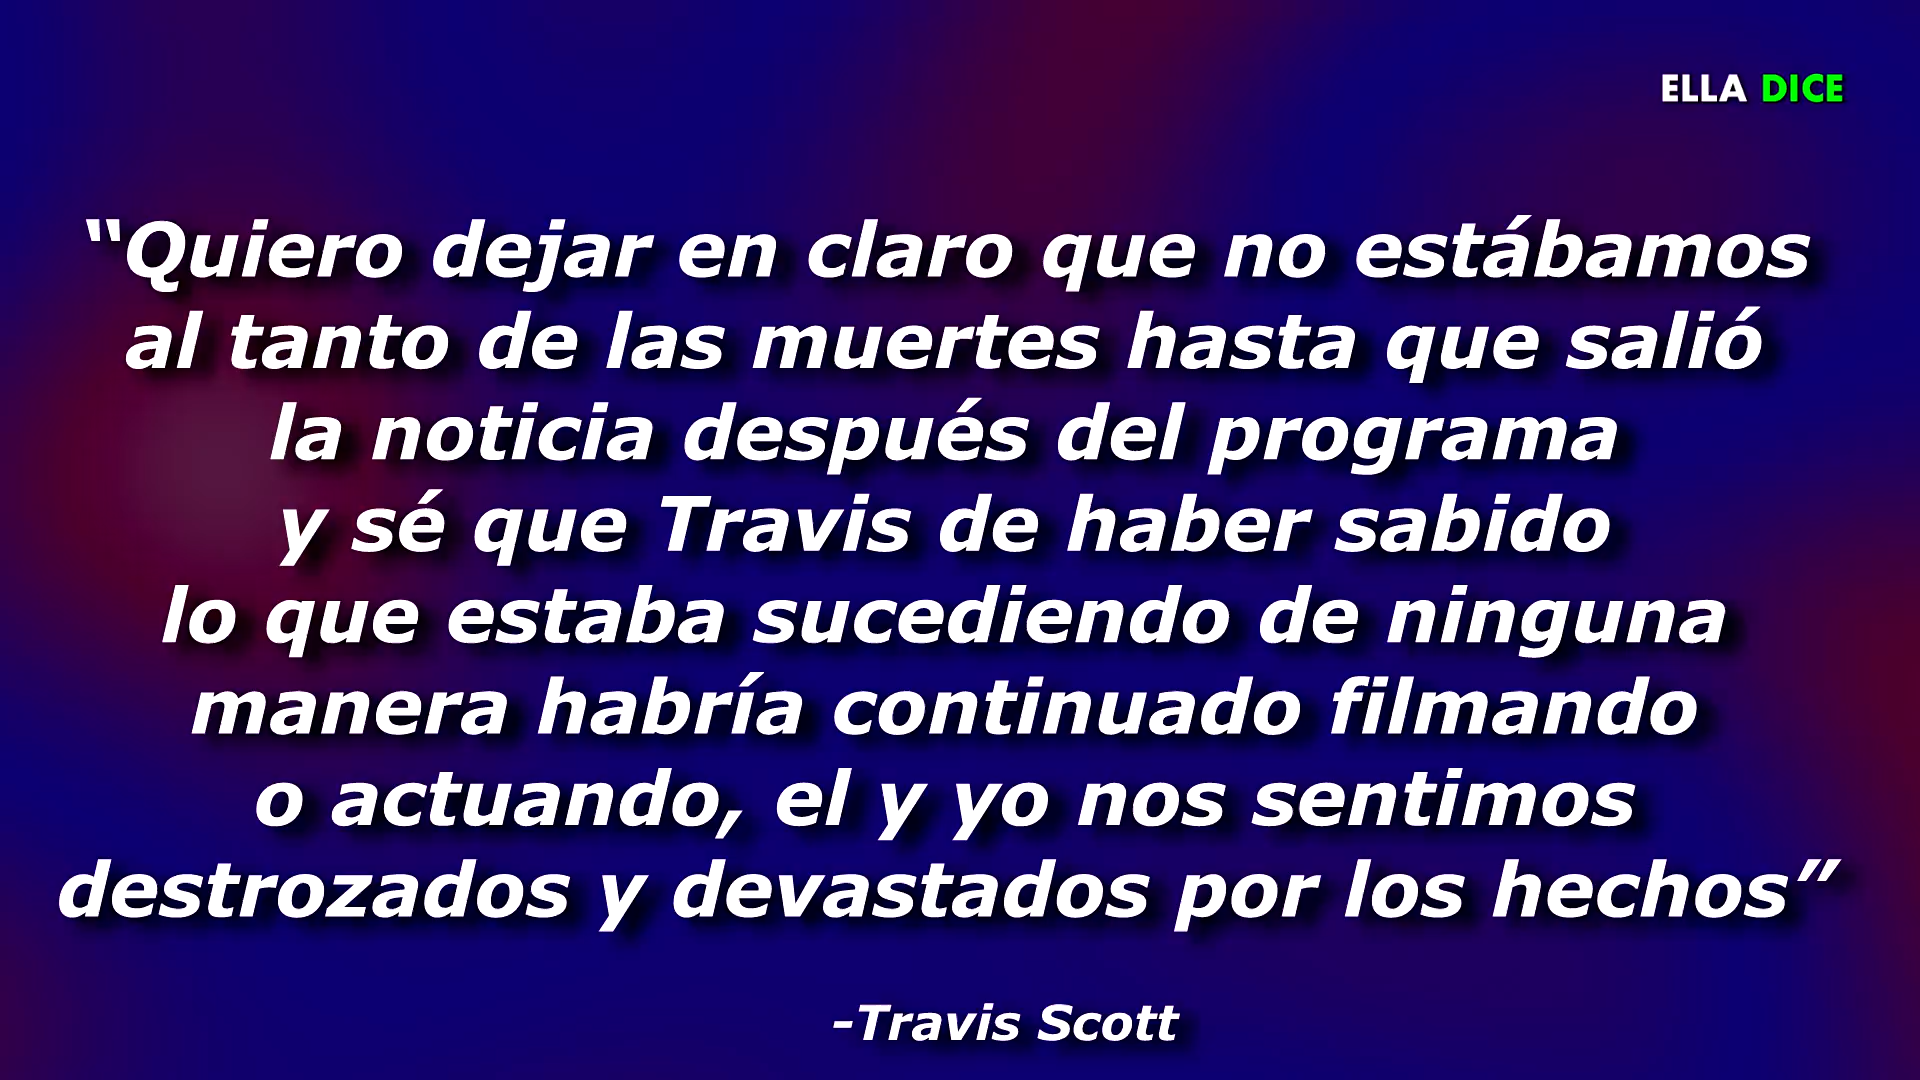 ELLA DICE
“Quiero dejar en claro que no estábamos
al tanto de las muertes hasta que salió
la noticia después del programa
y sé que Travis de haber sabido
lo que estaba sucediendo de ninguna
manera habría continuado filmando
o actuando, el y yo nos sentimos
destrozados y devastados por los hechos”
-Travis Scott